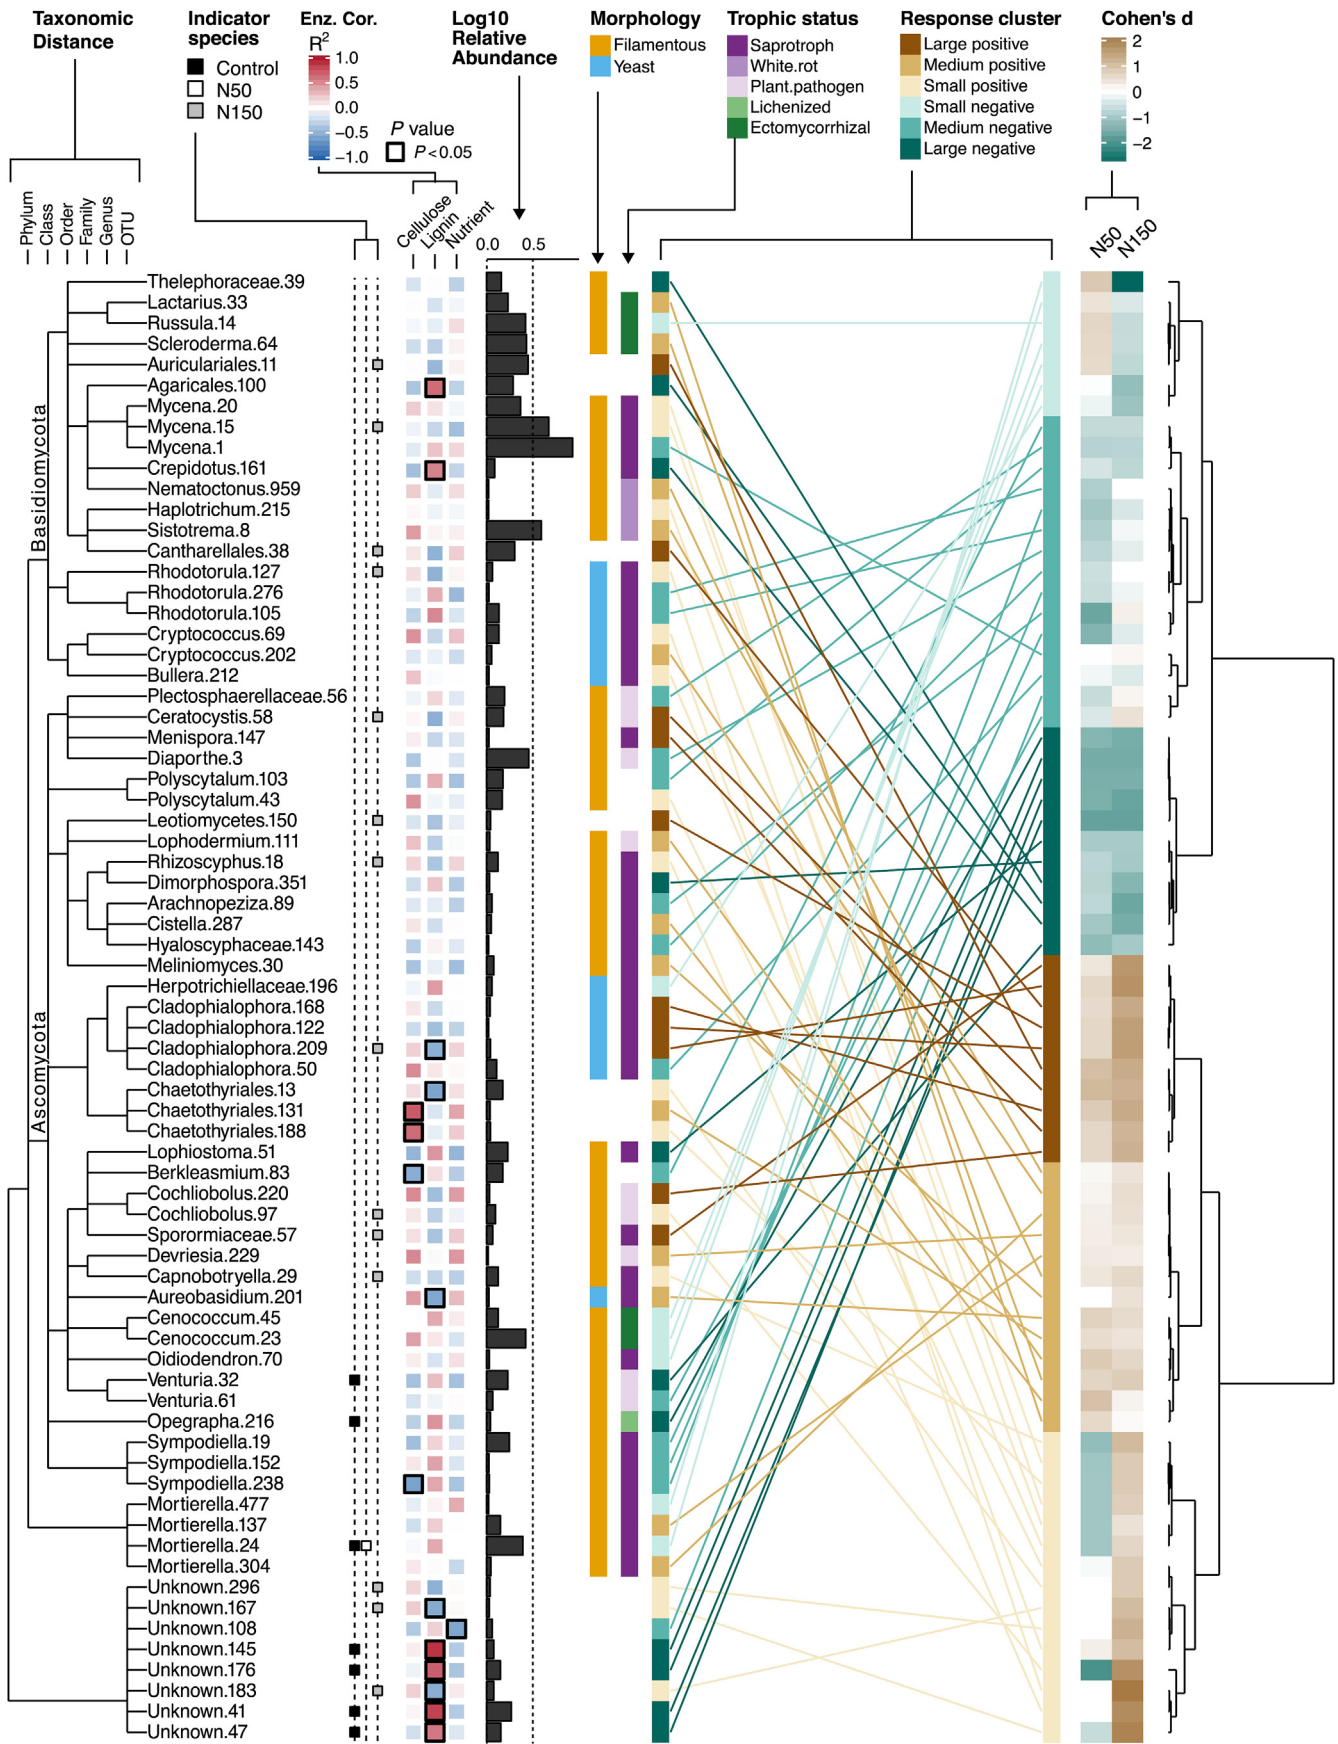 Taxonomic
Distance
Indicator
species
Control
N50
N150
Enz. Cor.
R2
1.0
0.5
0.0
−0.5
−1.0
P value
P<0.05
Log10
Relative
Abundance
Morphology
Filamentous
Yeast
Trophic status
Saprotroph
White.rot
Plant.pathogen
Lichenized
Ectomycorrhizal
Response cluster
Large positive
Medium positive
Small positive
Small negative
Medium negative
Large negative
Cohen's d
2
1
0
−1
−2
Phylum
Class
Order
Family
Genus
OTU
Cellulose
Lignin
Nutrient
0.0 0.5
N50
N150
Basidiomycota
Ascomycota
Thelephoraceae.39
Lactarius.33
Russula.14
Scleroderma.64
Auriculariales.11
Agaricales.100
Mycena.20
Mycena.15
Mycena.1
Crepidotus.161
Nematoctonus.959
Haplotrichum.215
Sistotrema.8
Cantharellales.38
Rhodotorula.127
Rhodotorula.276
Rhodotorula.105
Cryptococcus.69
Cryptococcus.202
Bullera.212
Plectosphaerellaceae.56
Ceratocystis.58
Menispora.147
Diaporthe.3
Polyscytalum.103
Polyscytalum.43
Leotiomycetes.150
Lophodermium.111
Rhizoscyphus.18
Dimorphospora.351
Arachnopeziza.89
Cistella.287
Hyaloscyphaceae.143
Meliniomyces.30
Herpotrichiellaceae.196
Cladophialophora.168
Cladophialophora.122
Cladophialophora.209
Cladophialophora.50
Chaetothyriales.13
Chaetothyriales.131
Chaetothyriales.188
Lophiostoma.51
Berkleasmium.83
Cochliobolus.220
Cochliobolus.97
Sporormiaceae.57
Devriesia.229
Capnobotryella.29
Aureobasidium.201
Cenococcum.45
Cenococcum.23
Oidiodendron.70
Venturia.32
Venturia.61
Opegrapha.216
Sympodiella.19
Sympodiella.152
Sympodiella.238
Mortierella.477
Mortierella.137
Mortierella.24
Mortierella.304
Unknown.296
Unknown.167
Unknown.108
Unknown.145
Unknown.176
Unknown.183
Unknown.41
Unknown.47